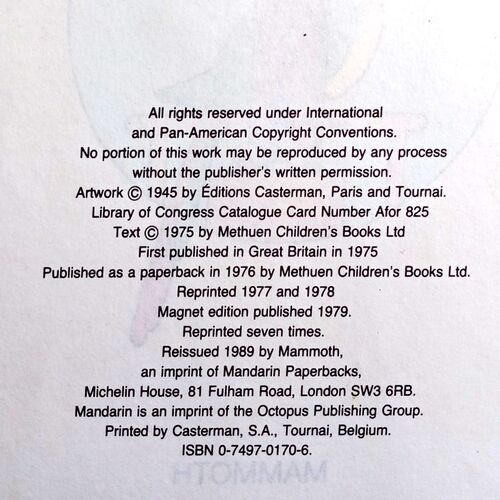 All rights reserved under International
and Pan-American Copyright Conventions.
No portion of this work may be reproduced by any process
without the publisher's written permission.
Artwork © 1945 by Éditions Casterman, Paris and Tournai.
Library of Congress Catalogue Card Number Afor 825
Text © 1975 by Methuen Children's Books Ltd
First published in Great Britain in 1975
Published as a paperback in 1976 by Methuen Children's Books Ltd.
Reprinted 1977 and 1978
Magnet edition published 1979.
Reprinted seven times.
Reissued 1989 by Mammoth,
an imprint of Mandarin Paperbacks,
Michelin House, 81 Fulham Road, London SW3 6RB.
Mandarin is an imprint of the Octopus Publishing Group.
Printed by Casterman, S.A., Tournai, Belgium.
ISBN 0-7497-0170-6.
MAMMOTH